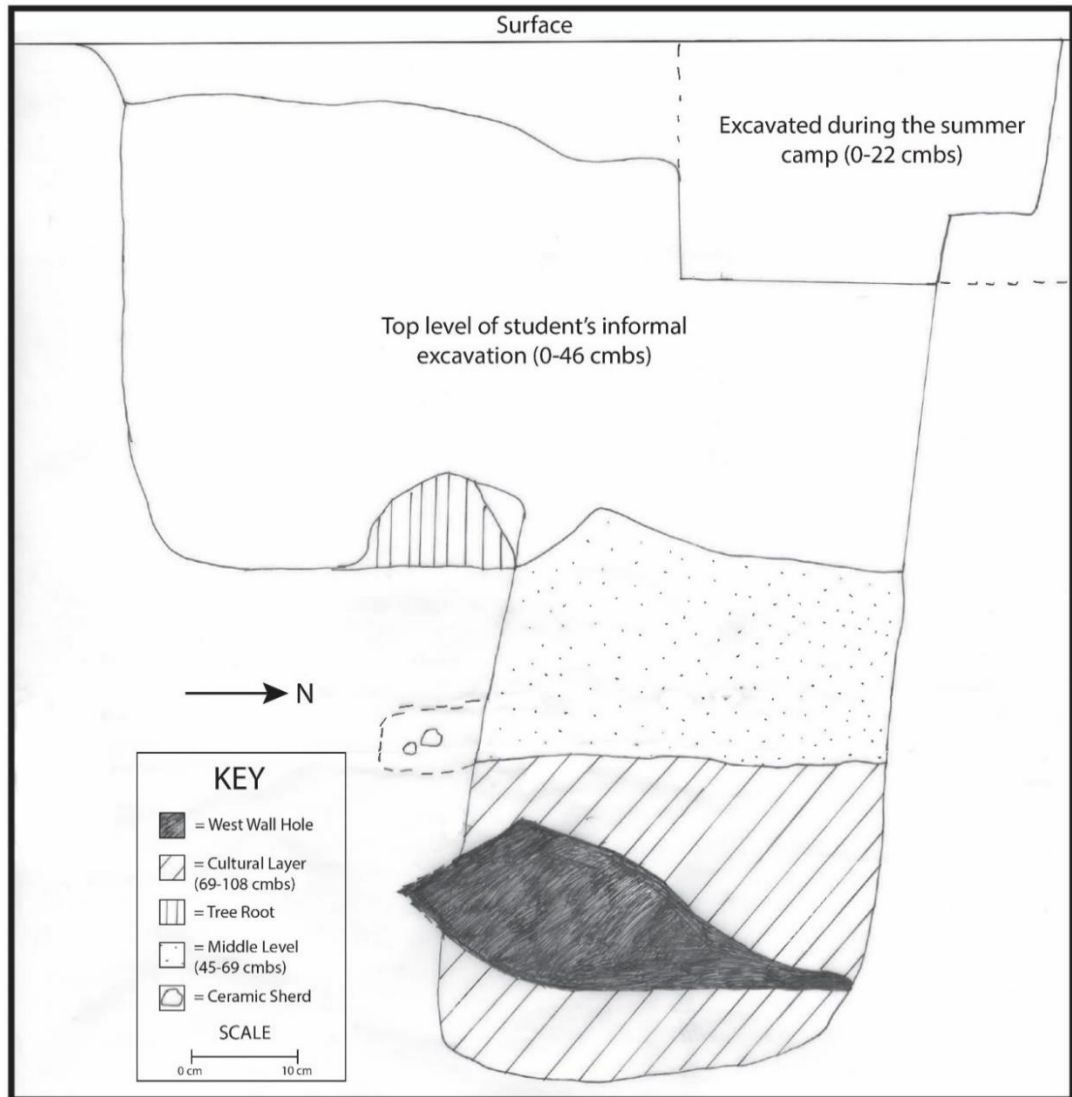 Surface
Excavated during the summer
camp (0-22 cmbs)
Top level of student's informal
excavation (0-46 cmbs)
N
KEY
= West Wall Hole
= Cultural Layer
(69-108 cmbs)
= Tree Root
= Middle Level
(45-69 cmbs)
= Ceramic Sherd
SCALE
0 cm 10 cm